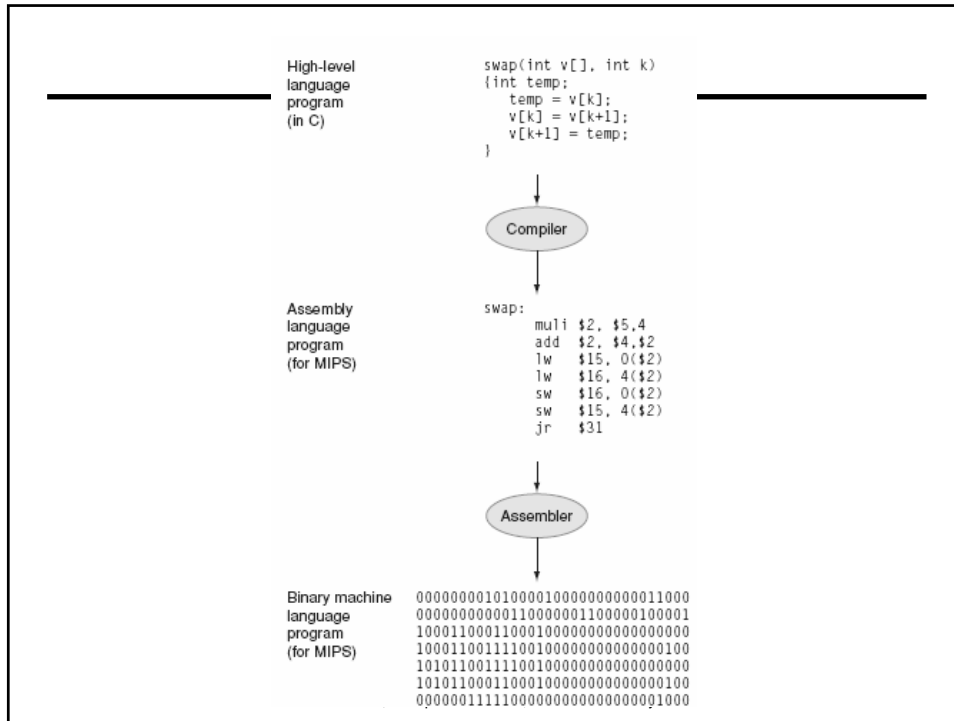 High-level swap(int v[], int k)
language {int temp;
program temp = v[k];
(in C) v[k] = v[k+1];
v[k+1] = temp;
}
Compiler
Assembly swap:
language muli $2, $5,4
program add $2, $4,$2
(for MIPS) lw $15, 0($2)
lw $16, 4($2)
sw $16, 0($2)
sw $15, 4($2)
jr $31
Assembler
Binary machine 00000000101000010000000000011000
language 00000000000110000001100000100001
program 10001100011000100000000000000000
(for MIPS) 10001100111100100000000000000100
10101100111100100000000000000000
10101100011000100000000000000100
00000011111000000000000000001000